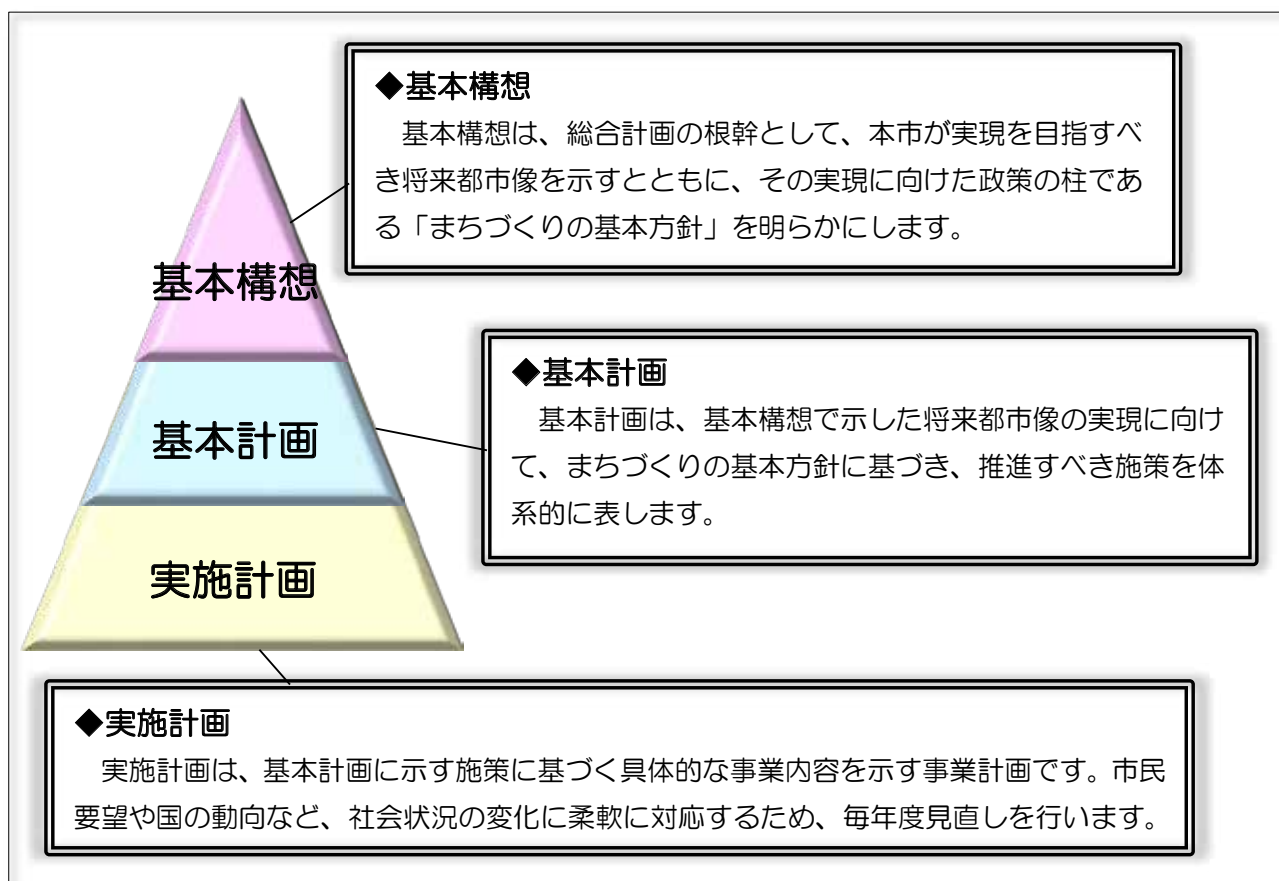 ◆基本構想
基本構想は、総合計画の根幹として、本市が実現を目指すべ
き将来都市像を示すとともに、その実現に向けた政策の柱であ
る「まちづくりの基本方針」を明らかにします。
基本構想
◆基本計画
基本計画は、基本構想で示した将来都市像の実現に向け
て、まちづくりの基本方針に基づき、推進すべき施策を体
系的に表します。
基本計画
実施計画
◆実施計画
実施計画は、基本計画に示す施策に基づく具体的な事業内容を示す事業計画です。市民
要望や国の動向など、社会状況の変化に柔軟に対応するため、毎年度見直しを行います。